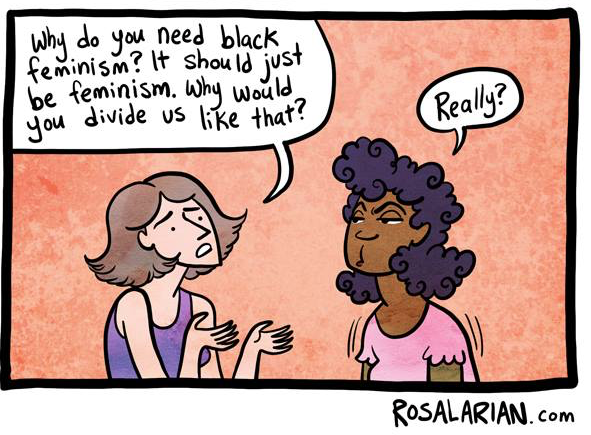 Why do you need black
feminism? It should just
be feminism. Why would
you divide us like that?
Really?
ROSALARIAN.com